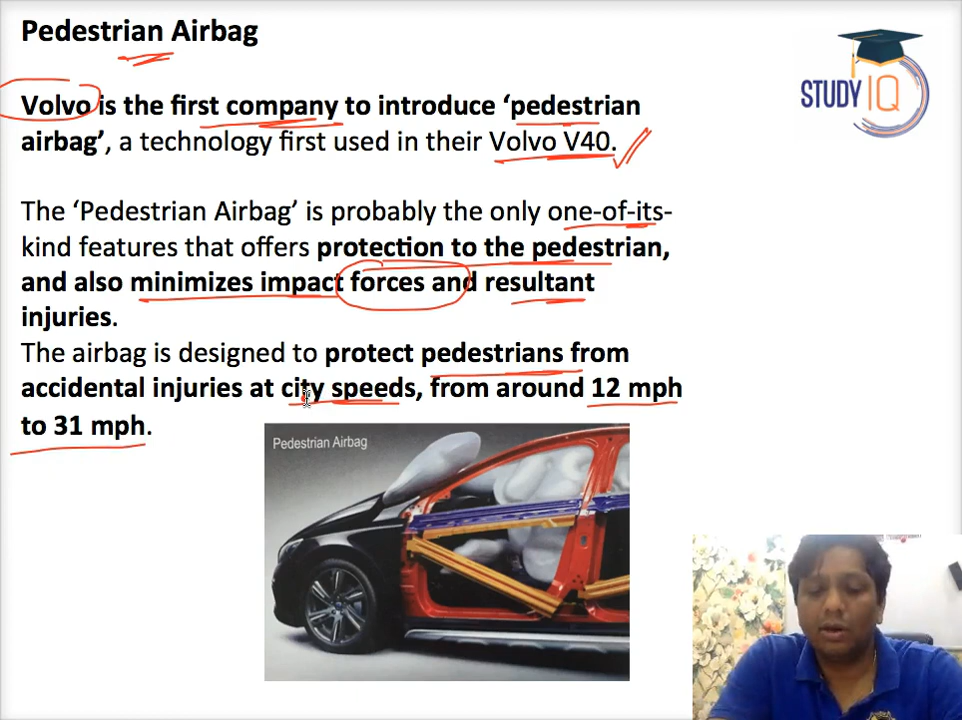 Pedestrian Airbag
Volvo is the first company to introduce ‘pedestrian
airbag’, a technology first used in their Volvo V40.
STUDY IQ
The ‘Pedestrian Airbag’ is probably the only one-of-its-
kind features that offers protection to the pedestrian,
and also minimizes impact forces and resultant
injuries.
The airbag is designed to protect pedestrians from
accidental injuries at city speeds, from around 12 mph
to 31 mph.
Pedestrian Airbag